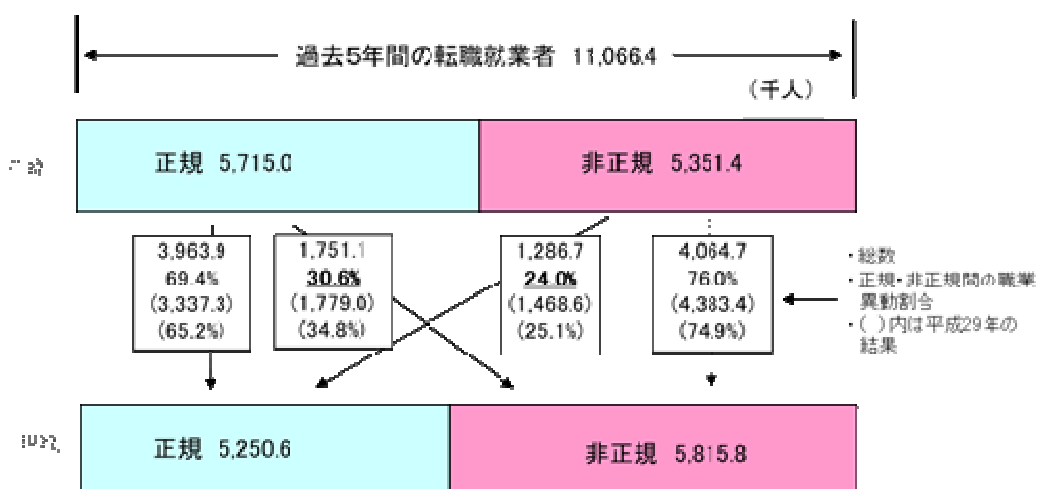 過去5年間の転職就業者 11,066.4
（千人）
正規 5,715.0
非正規 5,351.4
3,963.9
69.4%
(3,337.3)
(65.2%)
1,751.1
30.6%
(1,779.0)
(34.8%)
1,286.7
24.0%
(1,468.6)
(25.1%)
4,064.7
76.0%
(4,383.4)
(74.9%)
・総数
・正規・非正規間の職業
異動割合
・( )内は平成29年の
結果
正規 5,250.6
非正規 5,815.8